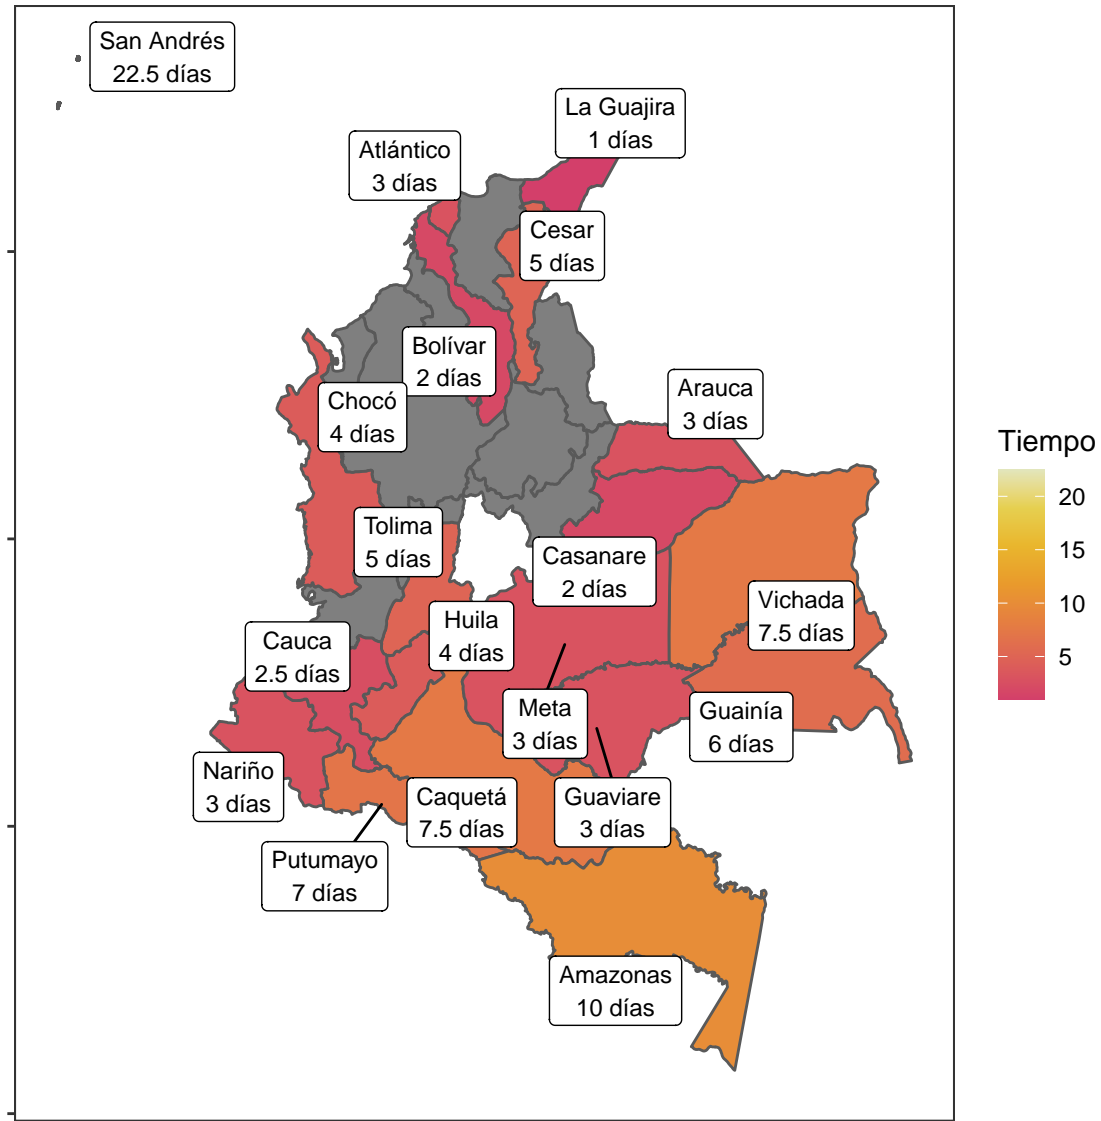 San Andrés
22.5 días
La Guajira
1 días
Atlántico
3 días
Cesar
5 días
Bolívar
2 días
Arauca
3 días
Chocó
4 días
Tiempo
20
15
10
5
Tolima
5 días
Casanare
2 días
Vichada
7.5 días
Huila
4 días
Cauca
2.5 días
Meta
3 días
Guainía
6 días
Nariño
3 días
Caquetá
7.5 días
Guaviare
3 días
Putumayo
7 días
Amazonas
10 días